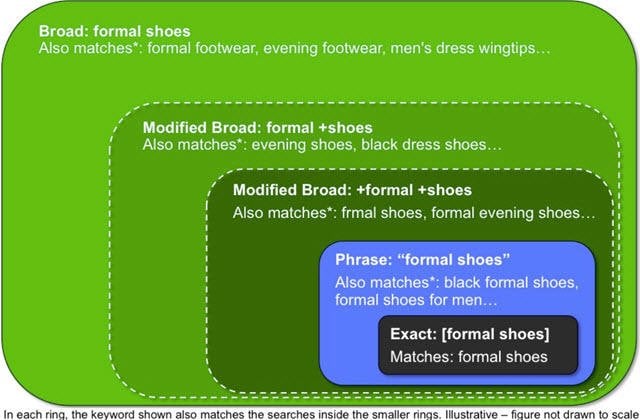 Broad: formal shoes
Also matches*: formal footwear, evening footwear, men's dress wingtips…
Modified Broad: formal +shoes
Also matches*: evening shoes, black dress shoes…
Modified Broad: +formal +shoes
Also matches*: frmal shoes, formal evening shoes…
Phrase: “formal shoes”
Also matches*: black formal shoes,
formal shoes for men…
Exact: [formal shoes]
Matches: formal shoes
In each ring, the keyword shown also matches the searches inside the smaller rings. Illustrative – figure not drawn to scale